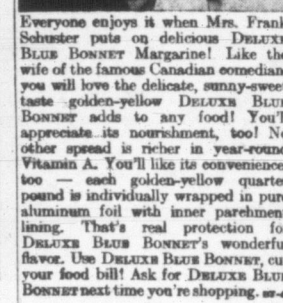 Everyone enjoys it when Mrs. Frank
Schuster puts on delicious DELUXE
BLUE BONNET Margarine! Like the
wife of the famous Canadian comedian,
you will love the delicate, sunny-sweet
taste golden-yellow DELUXE BLUE
BONNET adds to any food! You'll
appreciate its nourishment, too! No
other spread is richer in year-round
Vitamin A. You'll like its convenience,
too — each golden-yellow quarter
pound is individually wrapped in pure
aluminum foil with inner parchment
lining. That's real protection for
DELUXE BLUE BONNET'S wonderful
flavor. Use DELUXE BLUE BONNET, cut
your food bill! Ask for DELUXE BLUE
BONNET next time you're shopping.